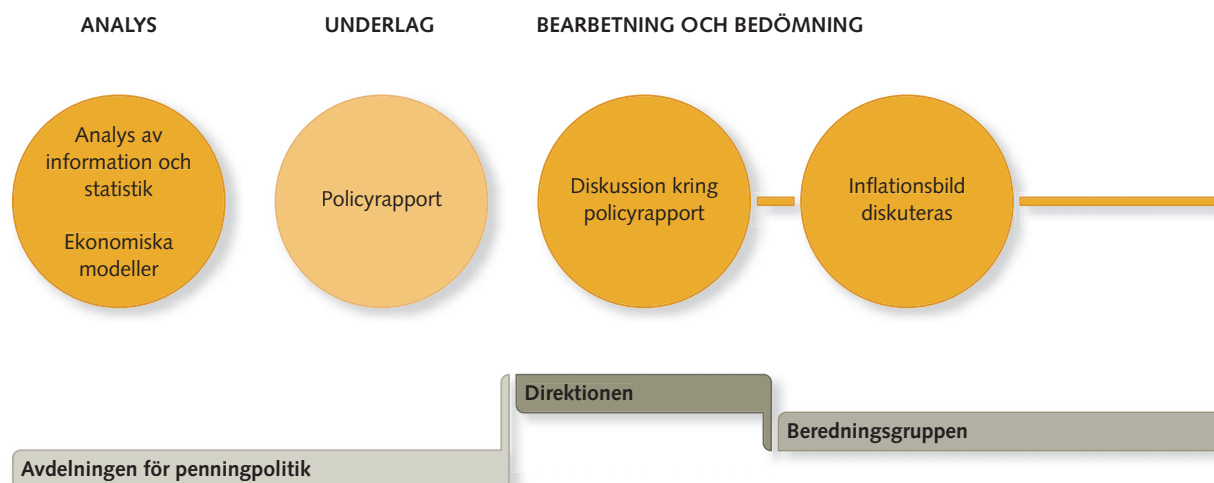 ANALYS
UNDERLAG
BEARBETNING OCH BEDÖMNING
Analys av
information och
statistik
Ekonomiska
modeller
Policyrapport
Diskussion kring
policyrapport
Inflationsbild
diskuteras
Direktionen
Beredningsgruppen
Avdelningen för penningpolitik